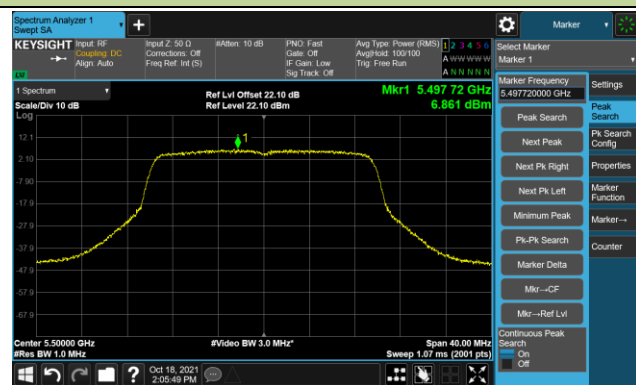 Spectrum Analyzer 1
Swept SA
+
Marker
KEYSIGHT
Input: RF
Coupling: DC
Align: Auto
Input Z: 50 Ω
Corrections: Off
Freq Ref: Int (S)
#Atten: 10 dB
PNO: Fast
Gate: Off
IF Gain: Low
Sig Track: Off
Avg Type: Power (RMS)
Avg|Hold: 100/100
Trig: Free Run
1 2 3 4 5 6
A W W W W W
A N N N N N
LW
Select Marker
Marker 1
1 Spectrum
Scale/Div 10 dB
Log
Ref Lvl Offset 22.10 dB
Ref Level 22.10 dBm
Mkr1 5.497 72 GHz
6.861 dBm
1
12.1
2.10
-7.90
-17.9
-27.9
-37.9
-47.9
-57.9
-67.9
Center 5.50000 GHz
#Res BW 1.0 MHz
#Video BW 3.0 MHz*
Span 40.00 MHz
Sweep 1.07 ms (2001 pts)
Marker Frequency
5.497720000 GHz
Peak Search
Next Peak
Next Pk Right
Next Pk Left
Minimum Peak
Pk-Pk Search
Marker Delta
Mkr→CF
Mkr→Ref Lvl
Continuous Peak
Search
On
Off
Settings
Peak
Search
Pk Search
Config
Properties
Marker
Function
Marker→
Counter
?
Oct 18, 2021
2:05:49 PM